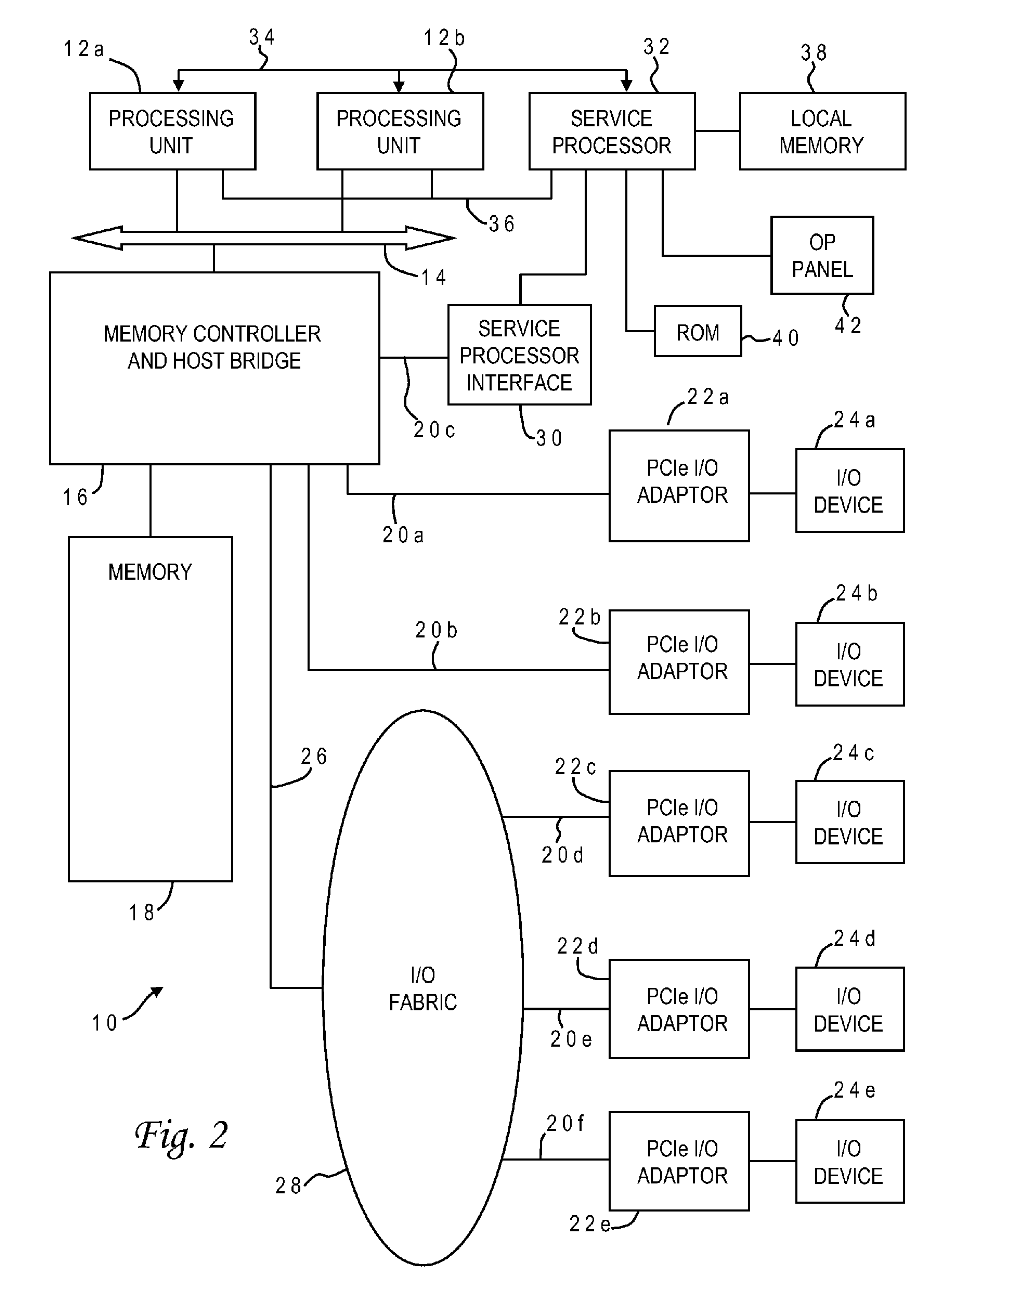 12a
34
12b
32
38
PROCESSING
UNIT
PROCESSING
UNIT
SERVICE
PROCESSOR
LOCAL
MEMORY
36
14
OP
PANEL
42
MEMORY CONTROLLER
AND HOST BRIDGE
SERVICE
PROCESSOR
INTERFACE
ROM
40
20c
30
16
22a
24a
PCIe I/O
ADAPTOR
I/O
DEVICE
20a
MEMORY
20b
22b
24b
PCIe I/O
ADAPTOR
I/O
DEVICE
26
22c
24c
PCIe I/O
ADAPTOR
I/O
DEVICE
20d
18
I/O
FABRIC
22d
24d
PCIe I/O
ADAPTOR
I/O
DEVICE
20e
10
Fig. 2
20f
24e
PCIe I/O
ADAPTOR
I/O
DEVICE
28
22e